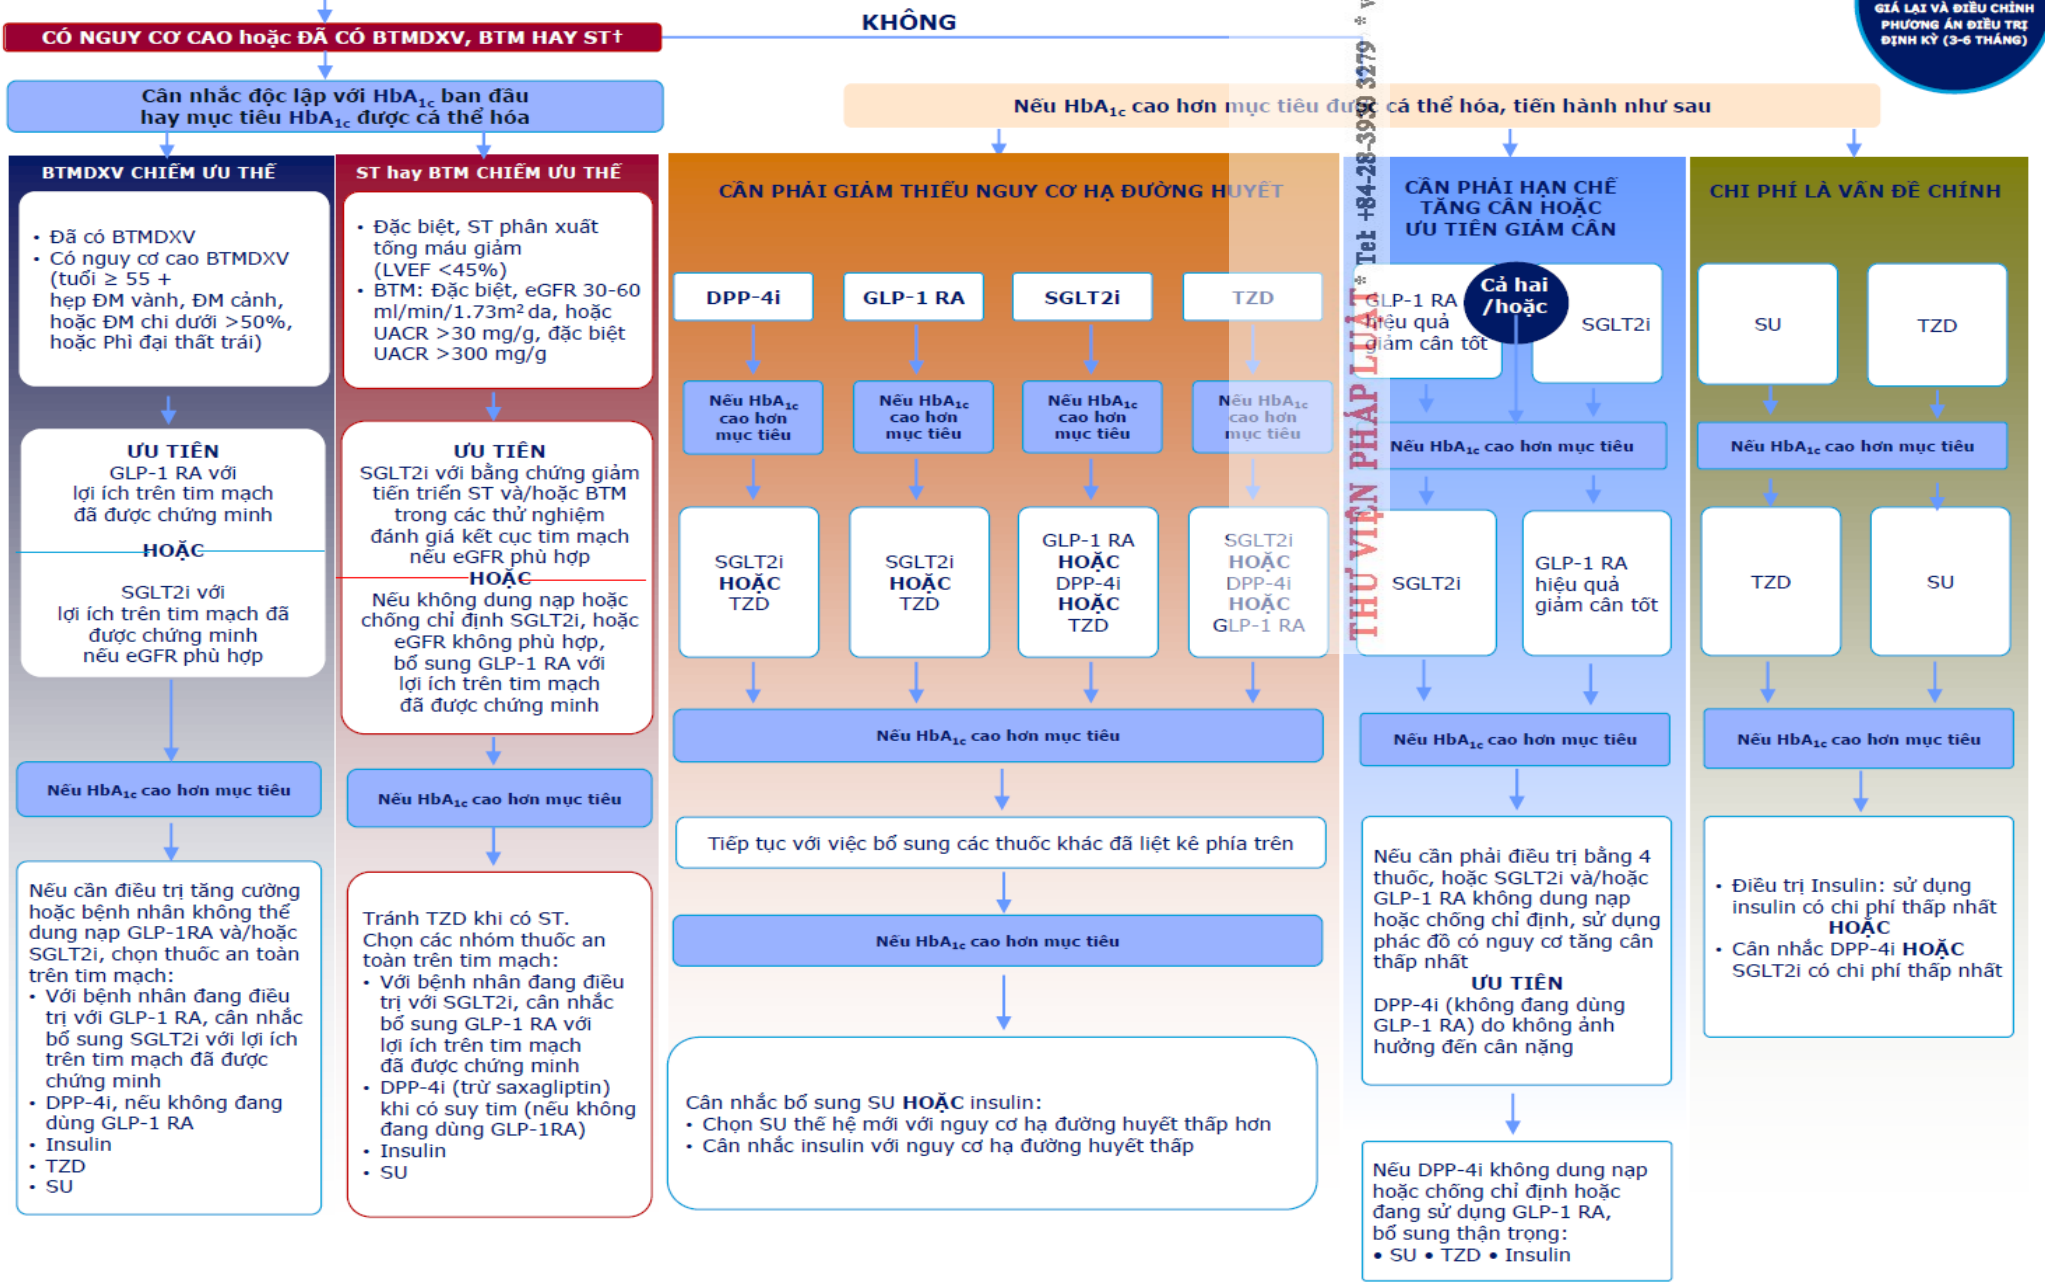 GIÁ LẠI VÀ ĐIỀU CHỈNH
PHƯƠNG ÁN ĐIỀU TRỊ
ĐỊNH KỲ (3-6 THÁNG)
KHÔNG
CÓ NGUY CƠ CAO hoặc ĐÃ CÓ BTMDXV, BTM HAY ST†
Cân nhắc độc lập với HbA1c ban đầu
hay mục tiêu HbA1c được cá thể hóa
Nếu HbA1c cao hơn mục tiêu được cá thể hóa, tiến hành như sau
BTMDXV CHIẾM ƯU THẾ
• Đã có BTMDXV
• Có nguy cơ cao BTMDXV
(tuổi ≥ 55 +
hẹp ĐM vành, ĐM cảnh,
hoặc ĐM chi dưới >50%,
hoặc Phì đại thất trái)
ƯU TIÊN
GLP-1 RA với
lợi ích trên tim mạch
đã được chứng minh
HOẶC
SGLT2i với
lợi ích trên tim mạch đã
được chứng minh
nếu eGFR phù hợp
Nếu HbA1c cao hơn mục tiêu
Nếu cần điều trị tăng cường
hoặc bệnh nhân không thể
dung nạp GLP-1RA và/hoặc
SGLT2i, chọn thuốc an toàn
trên tim mạch:
• Với bệnh nhân đang điều
trị với GLP-1 RA, cân nhắc
bổ sung SGLT2i với lợi ích
trên tim mạch đã được
chứng minh
• DPP-4i, nếu không đang
dùng GLP-1 RA
• Insulin
• TZD
• SU
ST hay BTM CHIẾM ƯU THẾ
• Đặc biệt, ST phân xuất
tống máu giảm
(LVEF <45%)
• BTM: Đặc biệt, eGFR 30-60
ml/min/1.73m² da, hoặc
UACR >30 mg/g, đặc biệt
UACR >300 mg/g
ƯU TIÊN
SGLT2i với bằng chứng giảm
tiến triển ST và/hoặc BTM
trong các thử nghiệm
đánh giá kết cục tim mạch
nếu eGFR phù hợp
HOẶC
Nếu không dung nạp hoặc
chống chỉ định SGLT2i, hoặc
eGFR không phù hợp,
bổ sung GLP-1 RA với
lợi ích trên tim mạch
đã được chứng minh
Nếu HbA1c cao hơn mục tiêu
Tránh TZD khi có ST.
Chọn các nhóm thuốc an
toàn trên tim mạch:
• Với bệnh nhân đang điều
trị với SGLT2i, cân nhắc
bổ sung GLP-1 RA với
lợi ích trên tim mạch
đã được chứng minh
• DPP-4i (trừ saxagliptin)
khi có suy tim (nếu không
đang dùng GLP-1RA)
• Insulin
• SU
CẦN PHẢI GIẢM THIỂU NGUY CƠ HẠ ĐƯỜNG HUYẾT
DPP-4i
GLP-1 RA
SGLT2i
TZD
Nếu HbA1c
cao hơn
mục tiêu
Nếu HbA1c
cao hơn
mục tiêu
Nếu HbA1c
cao hơn
mục tiêu
Nếu HbA1c
cao hơn
mục tiêu
SGLT2i
HOẶC
TZD
SGLT2i
HOẶC
TZD
GLP-1 RA
HOẶC
DPP-4i
HOẶC
TZD
SGLT2i
HOẶC
DPP-4i
HOẶC
GLP-1 RA
Nếu HbA1c cao hơn mục tiêu
Tiếp tục với việc bổ sung các thuốc khác đã liệt kê phía trên
Nếu HbA1c cao hơn mục tiêu
Cân nhắc bổ sung SU HOẶC insulin:
• Chọn SU thế hệ mới với nguy cơ hạ đường huyết thấp hơn
• Cân nhắc insulin với nguy cơ hạ đường huyết thấp
CẦN PHẢI HẠN CHẾ
TĂNG CÂN HOẶC
ƯU TIÊN GIẢM CÂN
GLP-1 RA
hiệu quả
giảm cân tốt
Cả hai
/hoặc
SGLT2i
Nếu HbA1c cao hơn mục tiêu
SGLT2i
GLP-1 RA
hiệu quả
giảm cân tốt
Nếu HbA1c cao hơn mục tiêu
Nếu cần phải điều trị bằng 4
thuốc, hoặc SGLT2i và/hoặc
GLP-1 RA không dung nạp
hoặc chống chỉ định, sử dụng
phác đồ có nguy cơ tăng cân
thấp nhất
ƯU TIÊN
DPP-4i (không đang dùng
GLP-1 RA) do không ảnh
hưởng đến cân nặng
Nếu DPP-4i không dung nạp
hoặc chống chỉ định hoặc
đang sử dụng GLP-1 RA,
bổ sung thận trọng:
• SU • TZD • Insulin
CHI PHÍ LÀ VẤN ĐỀ CHÍNH
SU
TZD
Nếu HbA1c cao hơn mục tiêu
TZD
SU
Nếu HbA1c cao hơn mục tiêu
• Điều trị Insulin: sử dụng
insulin có chi phí thấp nhất
HOẶC
• Cân nhắc DPP-4i HOẶC
SGLT2i có chi phí thấp nhất
THƯ VIỆN PHÁP LUẬT * Tel: +84-28-3930 3279 *